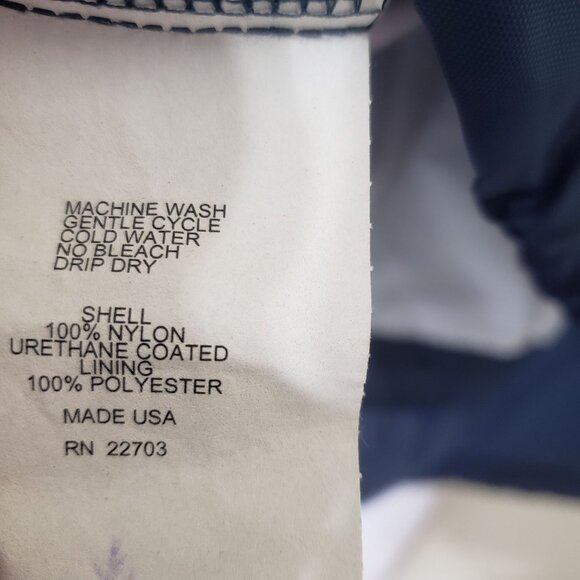 MACHINE WASH
GENTLE CYCLE
COLD WATER
NO BLEACH
DRIP DRY
SHELL
100% NYLON
URETHANE COATED
LINING
100% POLYESTER
MADE USA
RN 22703